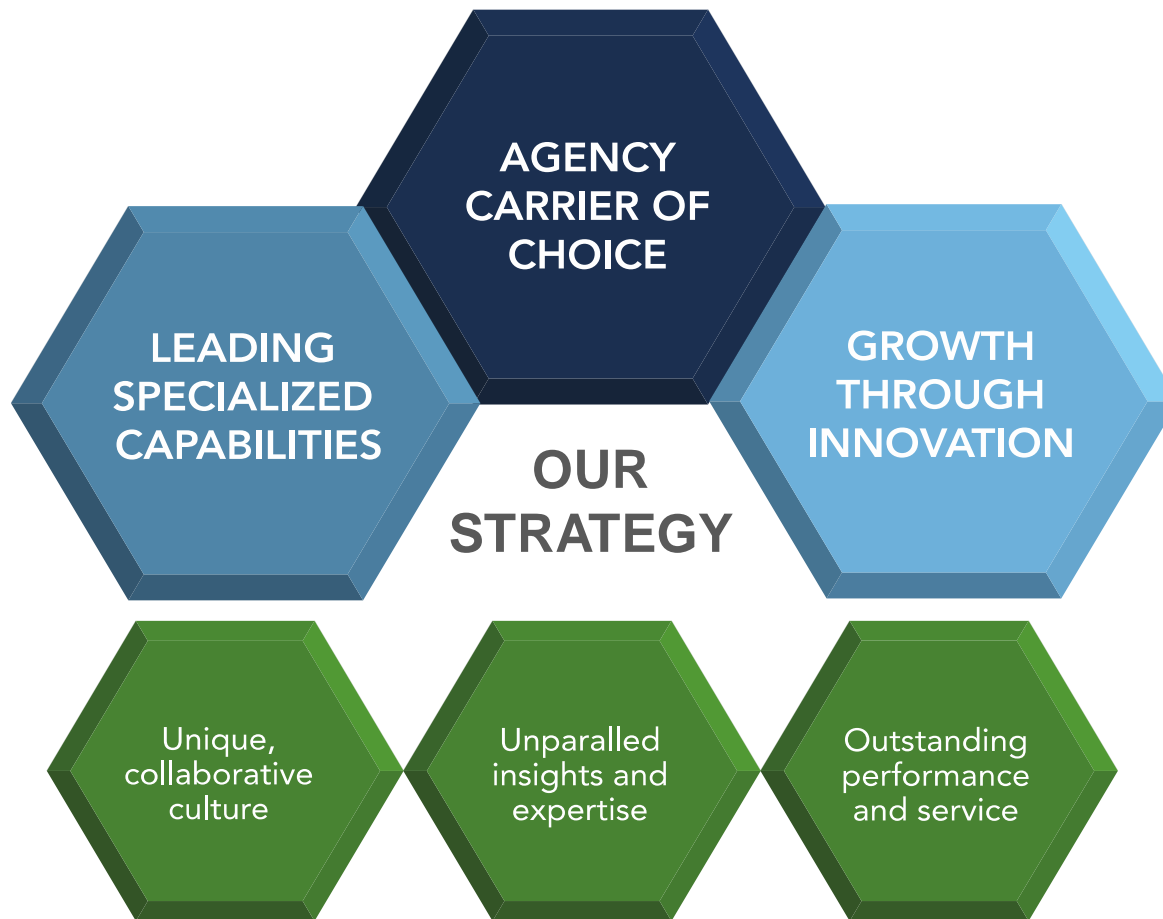 AGENCY
CARRIER OF
CHOICE
LEADING
SPECIALIZED
CAPABILITIES
GROWTH
THROUGH
INNOVATION
OUR
STRATEGY
Unique,
collaborative
culture
Unparalled
insights and
expertise
Outstanding
performance
and service